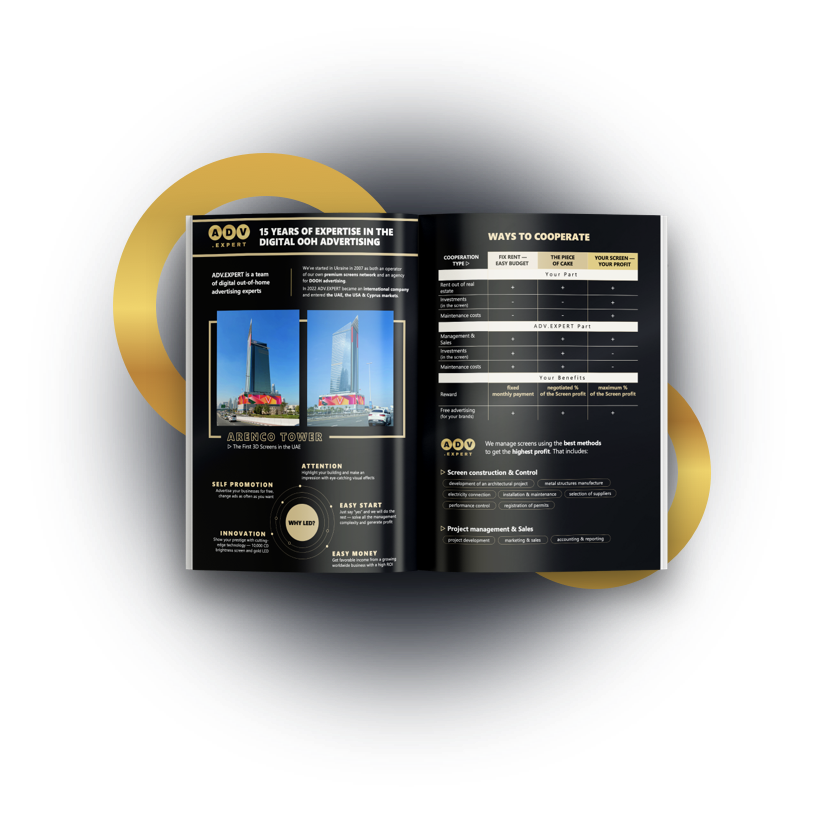 ADV
.EXPERT
15 YEARS OF EXPERTISE IN THE
DIGITAL OOH ADVERTISING
ADV.EXPERT is a team
of digital out-of-home
advertising experts
We've started in Ukraine in 2007 as both an operator
of our own premium screens network and an agency
for DOOH advertising.
In 2022 ADV.EXPERT became an international company
and entered the UAE, the USA & Cyprus markets
ARENCO TOWER
▷ The First 3D Screens in the UAE
ATTENTION
Highlight your building and make an
impression with eye-catching visual effects
SELF PROMOTION
Advertise your businesses for free,
change ads as often as you want
EASY START
Just say "yes" and we will do the
rest — solve all the management
complexity and generate profit
WHY LED?
INNOVATION
Show your prestige with cutting-
edge technology — 10,000 CD
brightness screen and gold LED
EASY MONEY
Get favorable income from a growing
worldwide business with a high ROI
WAYS TO COOPERATE
COOPERATION
TYPE ▷
FIX RENT —
EASY BUDGET
THE PIECE
OF CAKE
YOUR SCREEN —
YOUR PROFIT
Your Part
Rent out of real
estate
+ + +
Investments
(in the screen)
- - +
Maintenance costs
- - +
ADV.EXPERT Part
Management &
Sales
+ + +
Investments
(in the screen)
+ + -
Maintenance costs
+ + -
Your Benefits
Reward
fixed
monthly payment
negotiated %
of the Screen profit
maximum %
of the Screen profit
Free advertising
(for your brands)
+ + +
ADV
.EXPERT
We manage screens using the best methods
to get the highest profit. That includes:
▷ Screen construction & Control
development of an architectural project
metal structures manufacture
electricity connection
installation & maintenance
selection of suppliers
performance control
registration of permits
▷ Project management & Sales
project development
marketing & sales
accounting & reporting